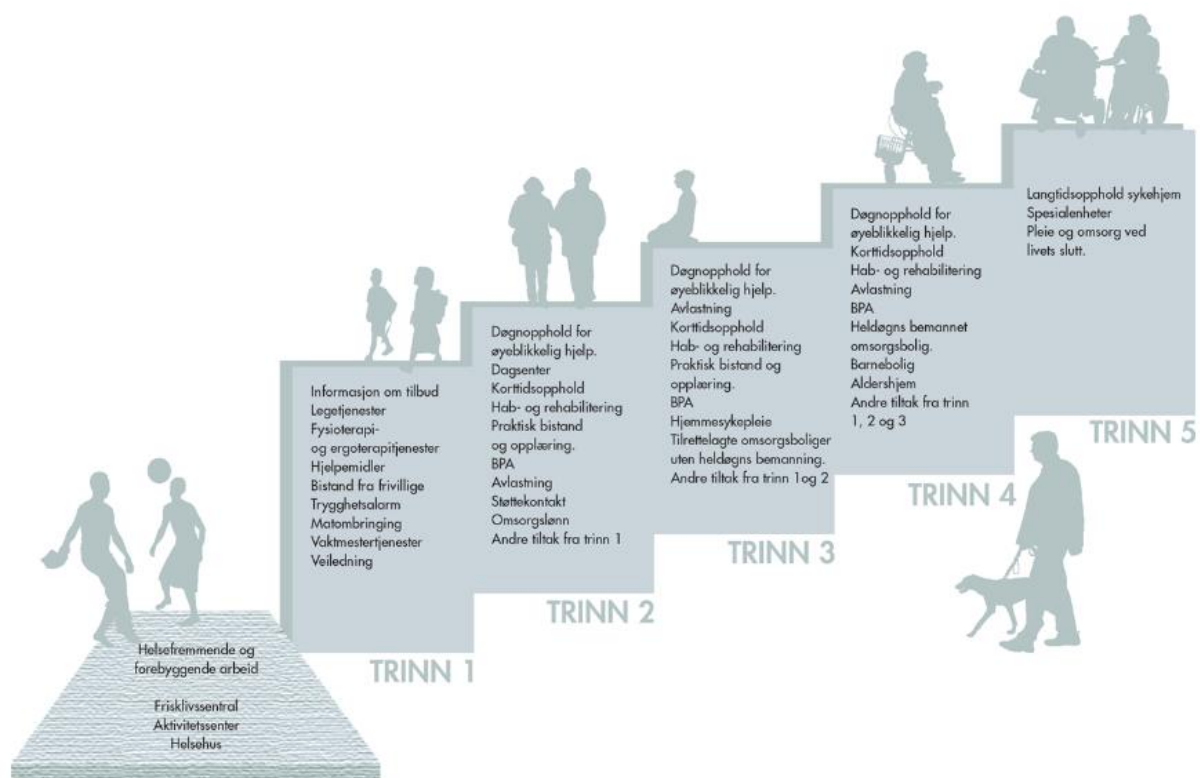 Helsefremmende og
forebyggende arbeid
Frisklivssentral
Aktivitetssenter
Helsehus
Informasjon om tilbud
Legetjenester
Fysioterapi-
og ergoterapitjenester
Hjelpemidler
Bistand fra frivillige
Trygghetsalarm
Matombringing
Vaktmestertjenester
Veiledning
TRINN 1
Døgnopphold for
øyeblikkelig hjelp.
Dagsenter
Korttidsopphold
Hab- og rehabilitering
Praktisk bistand
og opplæring.
BPA
Avlastning
Støttekontakt
Omsorgslønn
Andre tiltak fra trinn 1
TRINN 2
Døgnopphold for
øyeblikkelig hjelp.
Avlastning
Korttidsopphold
Hab- og rehabilitering
Praktisk bistand og
opplæring.
BPA
Hjemmesykepleie
Tilrettelagte omsorgsboliger
uten heldøgns bemanning.
Andre tiltak fra trinn 1og 2
TRINN 3
Døgnopphold for
øyeblikkelig hjelp.
Korttidsopphold
Hab- og rehabilitering
Avlastning
BPA
Heldøgns bemannet
omsorgsbolig.
Barnebolig
Aldershjem
Andre tiltak fra trinn
1, 2 og 3
TRINN 4
Langtidsopphold sykehjem
Spesialenheter
Pleie og omsorg ved
livets slutt.
TRINN 5